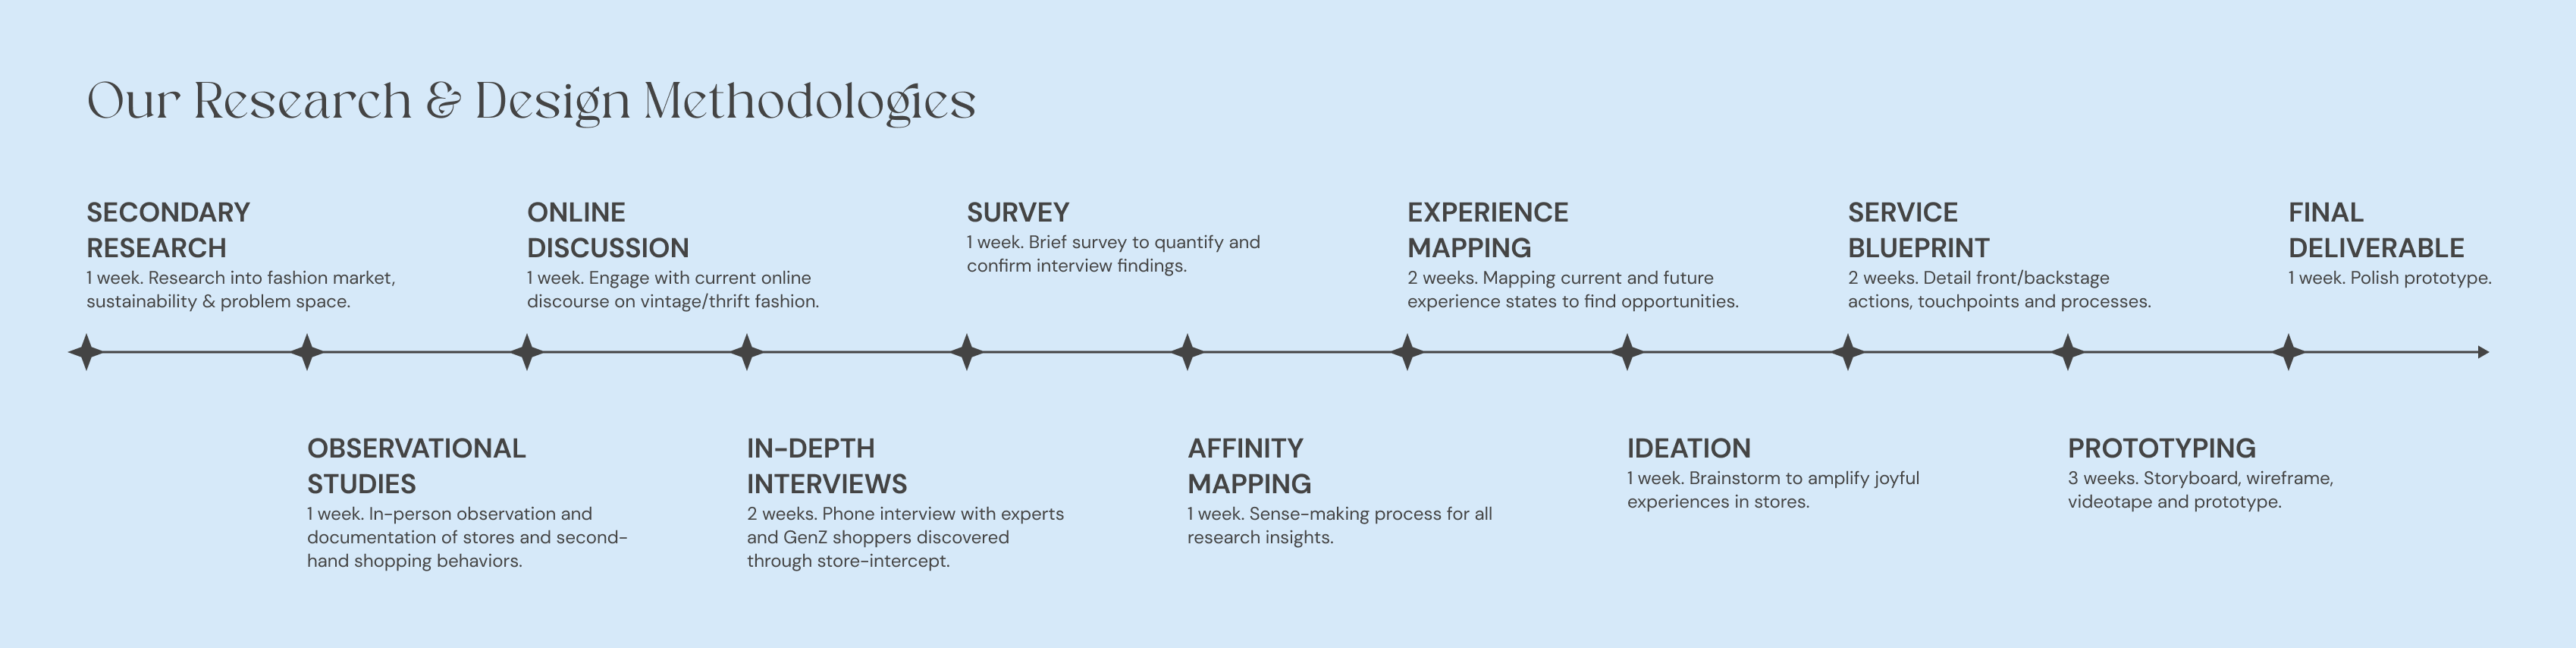 Our Research & Design Methodologies
SECONDARY
RESEARCH
1 week. Research into fashion market,
sustainability & problem space.
OBSERVATIONAL
STUDIES
1 week. In-person observation and
documentation of stores and second-
hand shopping behaviors.
ONLINE
DISCUSSION
1 week. Engage with current online
discourse on vintage/thrift fashion.
IN-DEPTH
INTERVIEWS
2 weeks. Phone interview with experts
and GenZ shoppers discovered
through store-intercept.
SURVEY
1 week. Brief survey to quantify and
confirm interview findings.
AFFINITY
MAPPING
1 week. Sense-making process for all
research insights.
EXPERIENCE
MAPPING
2 weeks. Mapping current and future
experience states to find opportunities.
IDEATION
1 week. Brainstorm to amplify joyful
experiences in stores.
SERVICE
BLUEPRINT
2 weeks. Detail front/backstage
actions, touchpoints and processes.
PROTOTYPING
3 weeks. Storyboard, wireframe,
videotape and prototype.
FINAL
DELIVERABLE
1 week. Polish prototype.